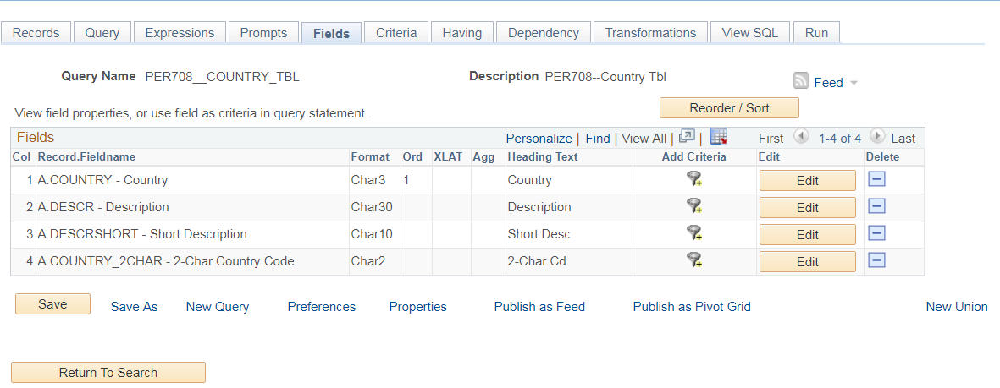 Records Query Expressions Prompts Fields Criteria Having Dependency Transformations View SQL Run
Query Name PER708__COUNTRY_TBL Description PER708--Country Tbl Feed
View field properties, or use field as criteria in query statement. Reorder / Sort
Fields Personalize | Find | View All | | First 1-4 of 4 Last
Col Record.Fieldname Format Ord XLAT Agg Heading Text Add Criteria Edit Delete
1 A.COUNTRY - Country Char3 1 Country Edit
2 A.DESCR - Description Char30 Description Edit
3 A.DESCRSHORT - Short Description Char10 Short Desc Edit
4 A.COUNTRY_2CHAR - 2-Char Country Code Char2 2-Char Cd Edit
Save Save As New Query Preferences Properties Publish as Feed Publish as Pivot Grid New Union
Return To Search